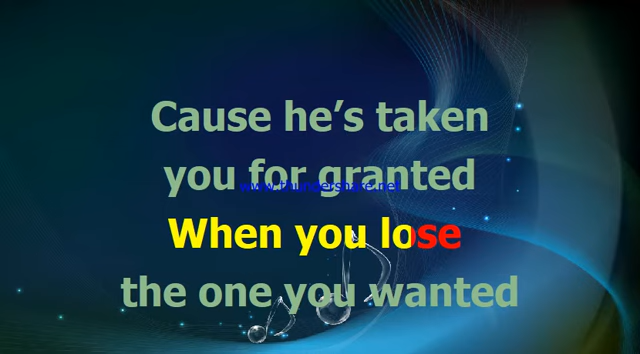 Cause he’s taken
you for granted
www.thundershare.net
When you lose
the one you wanted